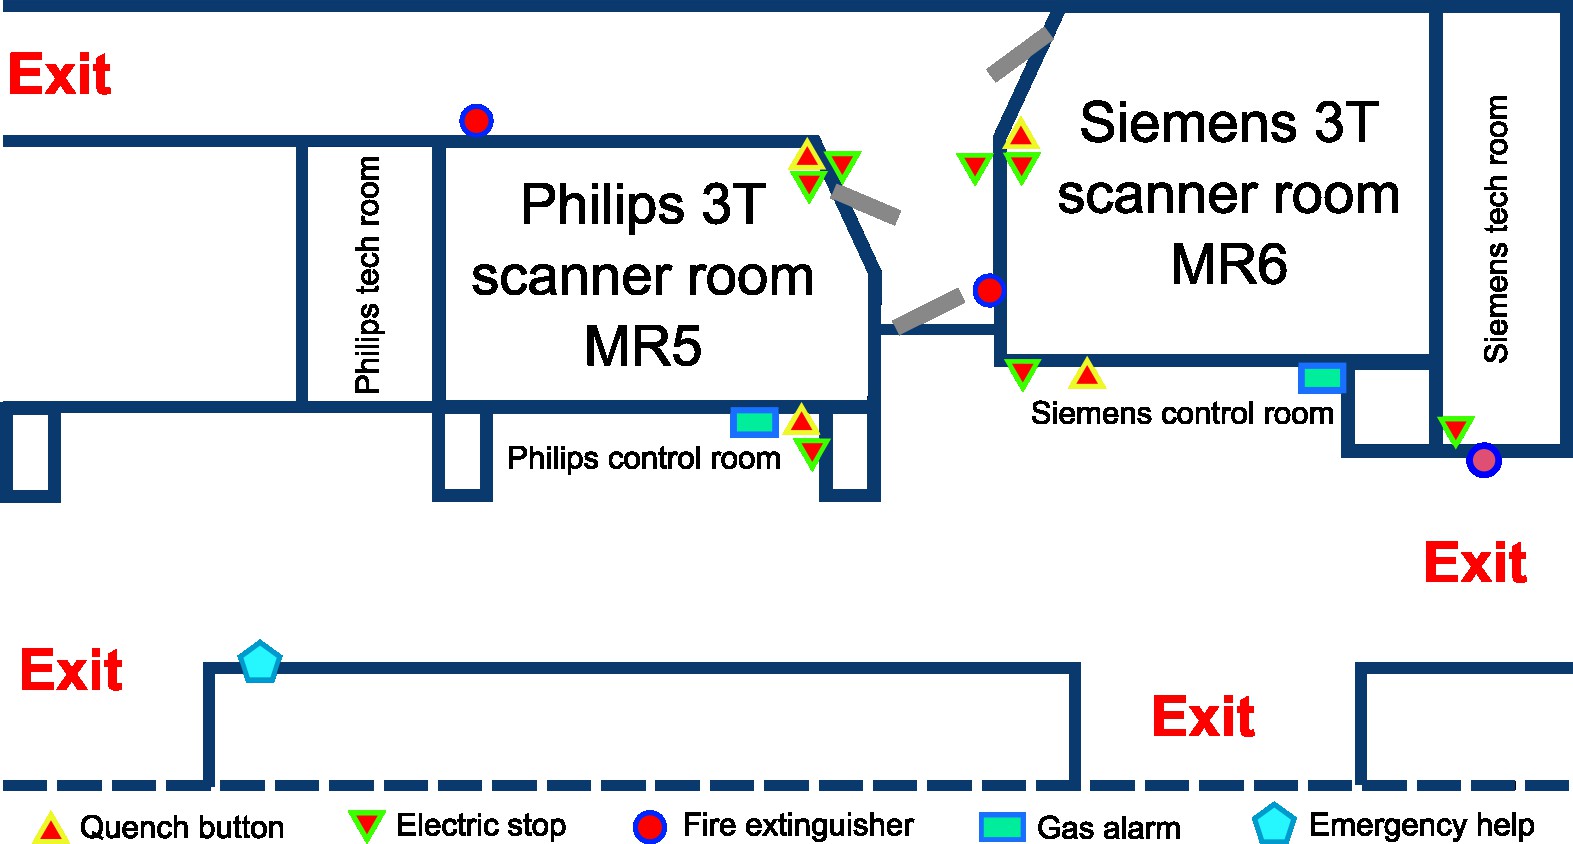 Exit
Philips tech room
Philips 3T
scanner room
MR5
Siemens 3T
scanner room
MR6
Siemens tech room
Philips control room
Siemens control room
Exit
Exit
Exit
Quench button
Electric stop
Fire extinguisher
Gas alarm
Emergency help